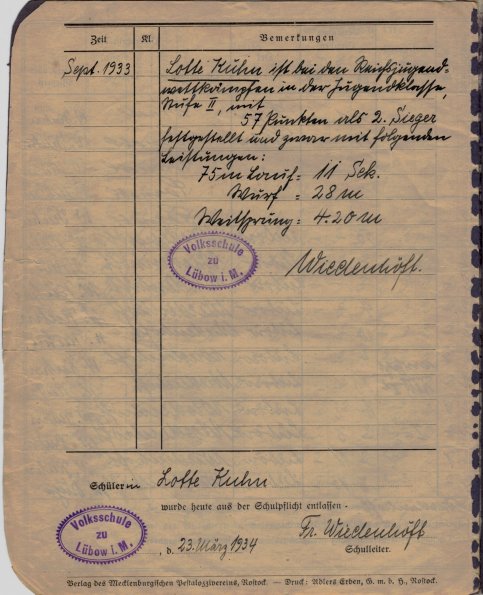 Zeit Kl. Bemerkungen
Sept. 1933 Lotte Kuhn ist bei den Reichsjugend=
wettkämpfen in der Jugendklasse,
Stufe II, mit
57 Punkten als 2. Sieger
festgestellt und zwar mit folgenden
Leistungen:
75 m Lauf = 11 Sek.
Wurf = 28 m
Weitsprung = 4.20 m
Volksschule
zu
Lübow i. M.
Wiedenhöft.
Schülerin Lotte Kuhn
wurde heute aus der Schulpflicht entlassen.
Volksschule
zu
Lübow i. M.
Fr. Wiedenhöft
, d. 23. März 1934 Schulleiter.
Verlag des Mecklenburgischen Pestalozzivereins, Rostock. — Druck: Adlers Erben, G. m. b. H., Rostock.